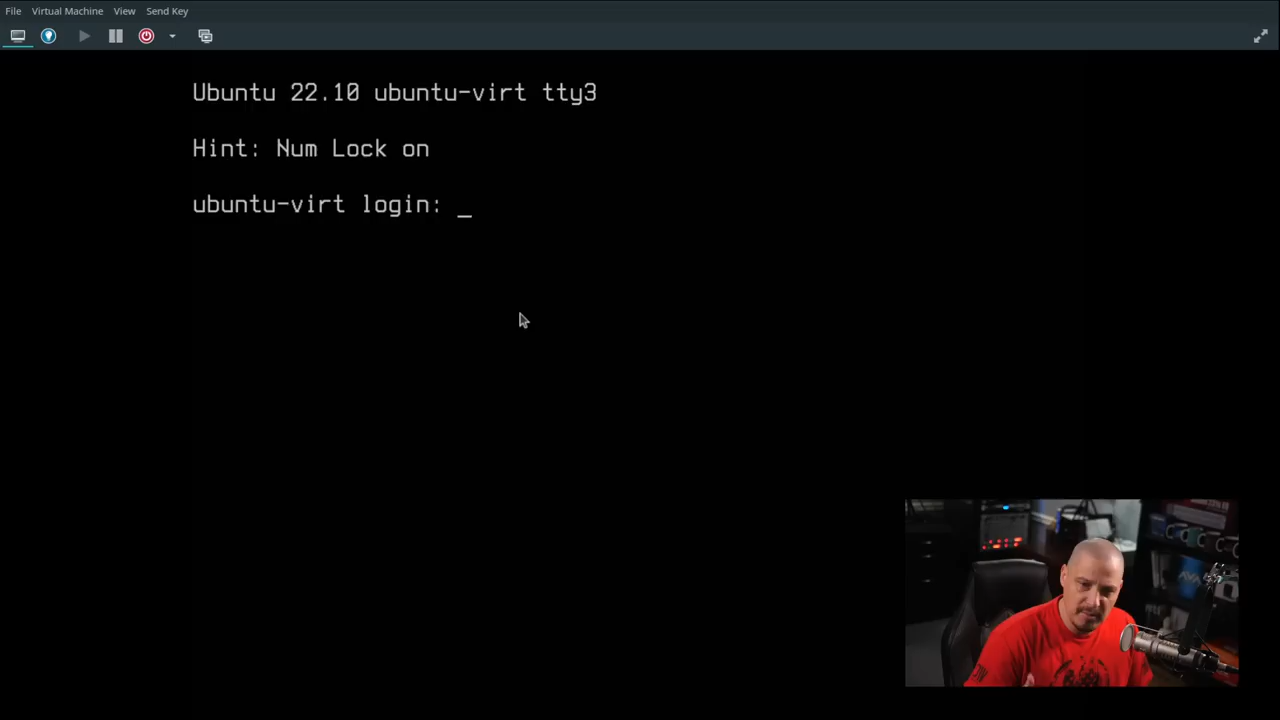 File Virtual Machine View Send Key
Ubuntu 22.10 ubuntu-virt tty3
Hint: Num Lock on
ubuntu-virt login: _